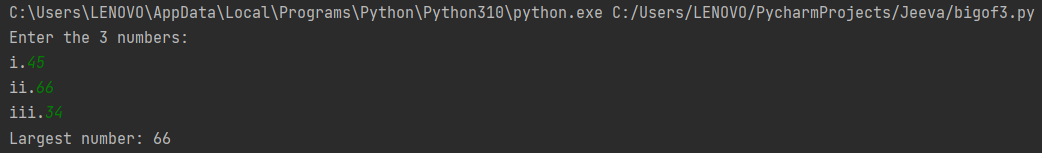 C:\Users\LENOVO\AppData\Local\Programs\Python\Python310\python.exe C:/Users/LENOVO/PycharmProjects/Jeeva/bigof3.py
Enter the 3 numbers:
i.45
ii.66
iii.34
Largest number: 66